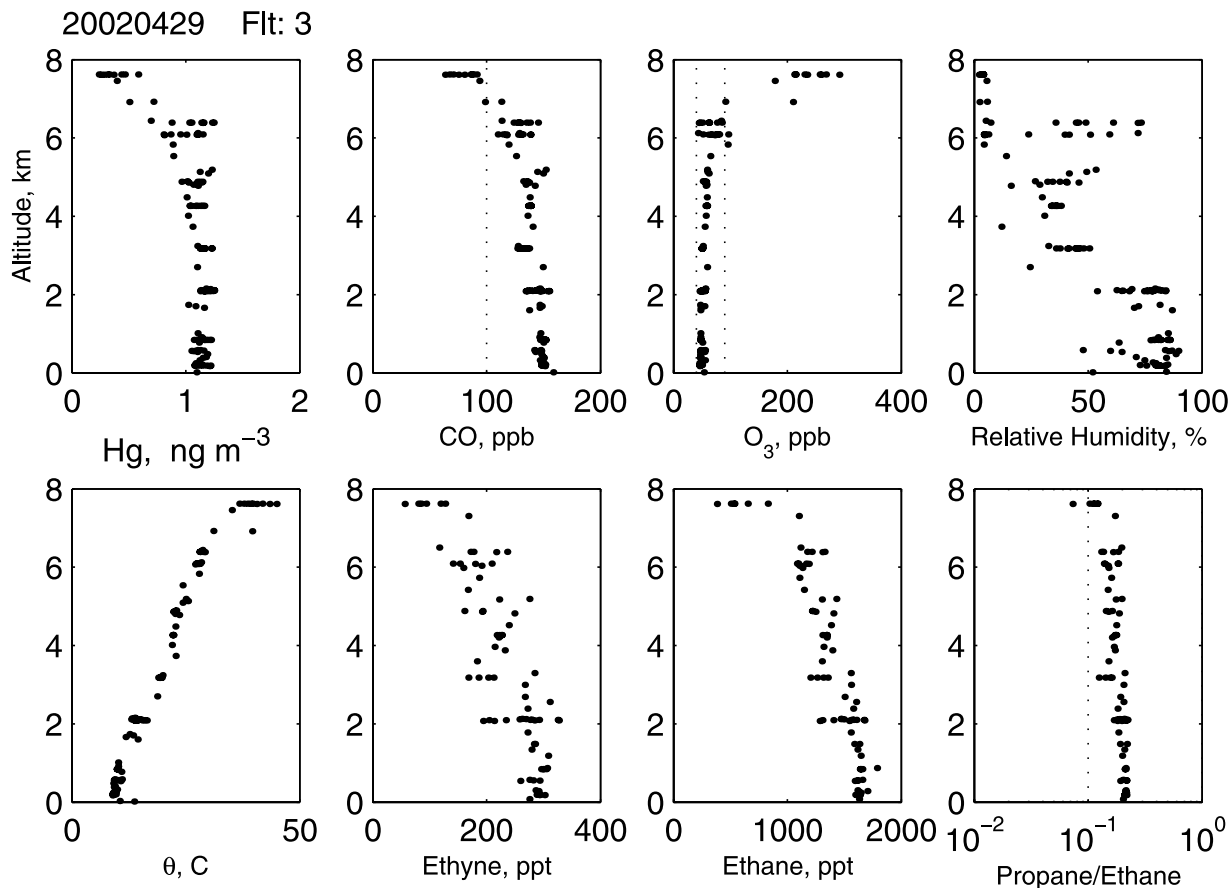 20020429 Flt: 3
Altitude, km
8
6
4
2
0
0 1 2
Hg, ng m⁻³
8
6
4
2
0
0 100 200
CO, ppb
8
6
4
2
0
0 200 400
O₃, ppb
8
6
4
2
0
0 50 100
Relative Humidity, %
8
6
4
2
0
0 50
θ, C
8
6
4
2
0
0 200 400
Ethyne, ppt
8
6
4
2
0
0 1000 2000
Ethane, ppt
8
6
4
2
0
10⁻² 10⁻¹ 10⁰
Propane/Ethane